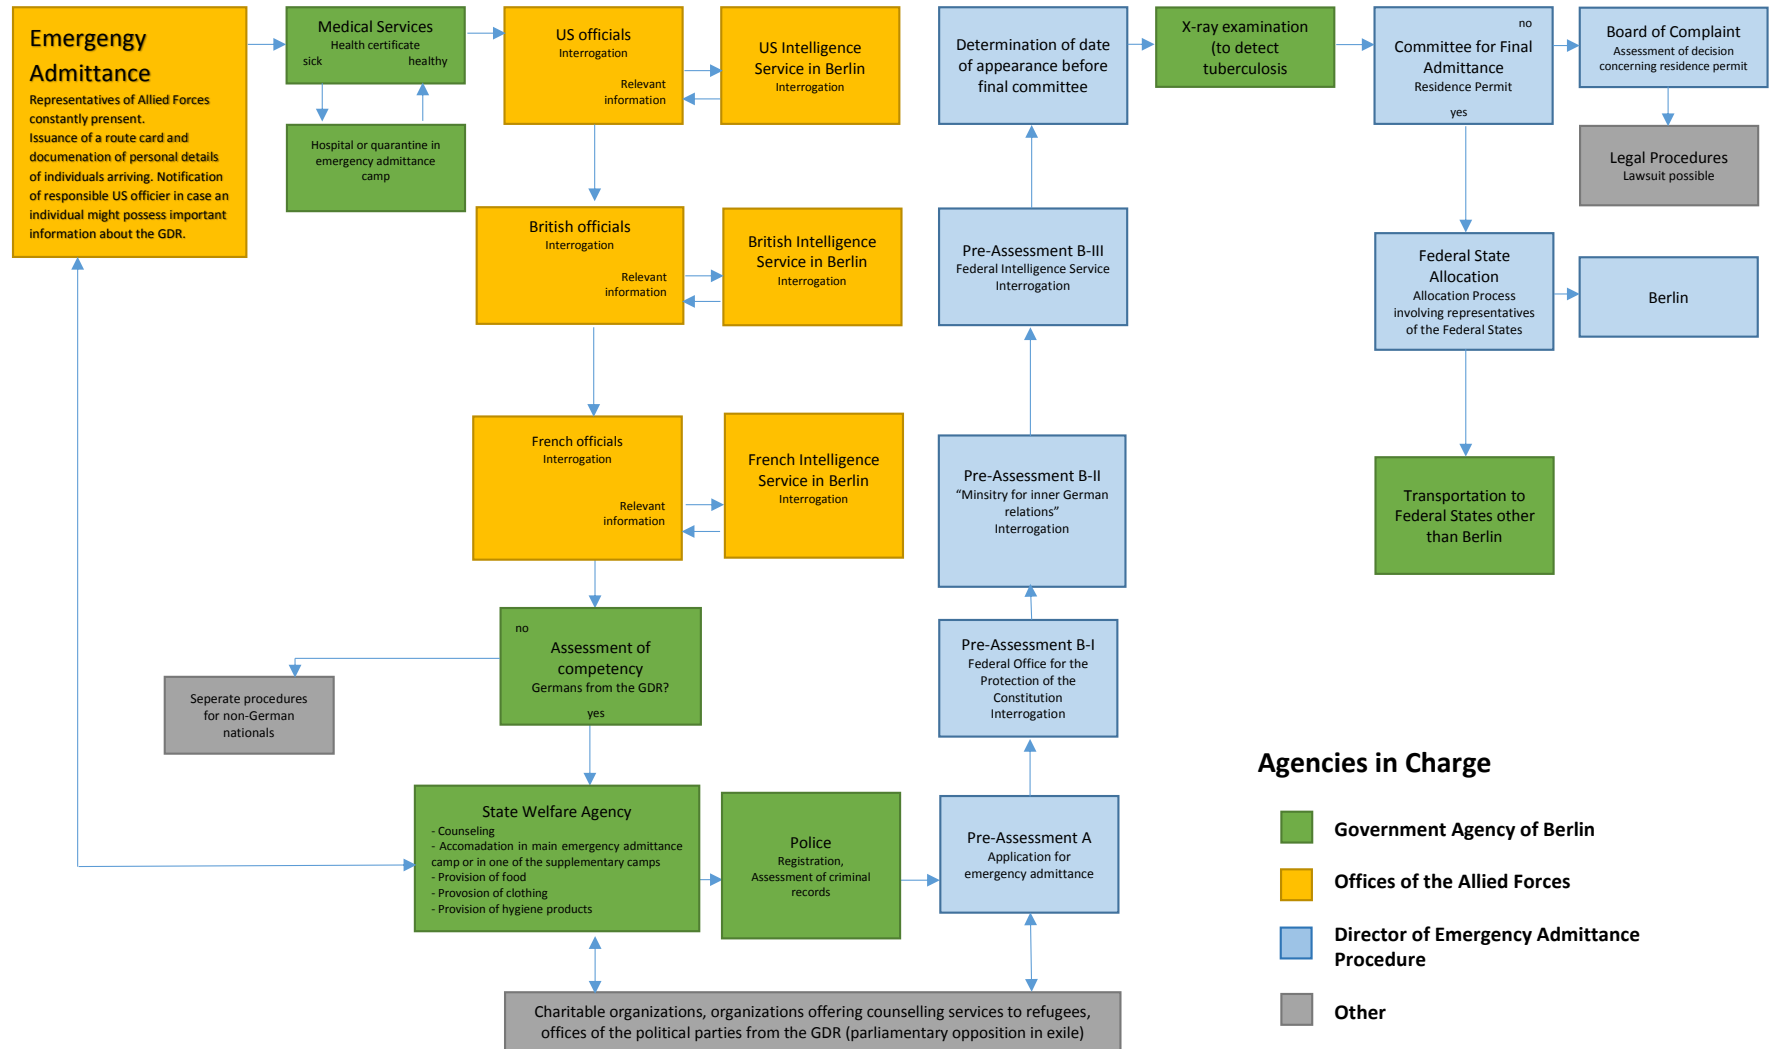 Emergengy
Admittance
Representatives of Allied Forces
constantly prensent.
Issuance of a route card and
documenation of personal details
of individuals arriving. Notification
of responsible US officier in case an
individual might possess important
information about the GDR.
Medical Services
Health certificate
sick healthy
Hospital or quarantine in
emergency admittance
camp
US officials
Interrogation
Relevant
information
US Intelligence
Service in Berlin
Interrogation
British officials
Interrogation
Relevant
information
British Intelligence
Service in Berlin
Interrogation
French officials
Interrogation
Relevant
information
French Intelligence
Service in Berlin
Interrogation
no
Assessment of
competency
Germans from the GDR?
yes
Seperate procedures
for non-German
nationals
State Welfare Agency
- Counseling
- Accomadation in main emergency admittance
camp or in one of the supplementary camps
- Provision of food
- Provosion of clothing
- Provision of hygiene products
Police
Registration,
Assessment of criminal
records
Charitable organizations, organizations offering counselling services to refugees,
offices of the political parties from the GDR (parliamentary opposition in exile)
Pre-Assessment A
Application for
emergency admittance
Pre-Assessment B-I
Federal Office for the
Protection of the
Constitution
Interrogation
Pre-Assessment B-II
“Minsitry for inner German
relations”
Interrogation
Pre-Assessment B-III
Federal Intelligence Service
Interrogation
Determination of date
of appearance before
final committee
X-ray examination
(to detect
tuberculosis
no
Committee for Final
Admittance
Residence Permit
yes
Board of Complaint
Assessment of decision
concerning residence permit
Legal Procedures
Lawsuit possible
Federal State
Allocation
Allocation Process
involving representatives
of the Federal States
Berlin
Transportation to
Federal States other
than Berlin
Agencies in Charge
Government Agency of Berlin
Offices of the Allied Forces
Director of Emergency Admittance
Procedure
Other